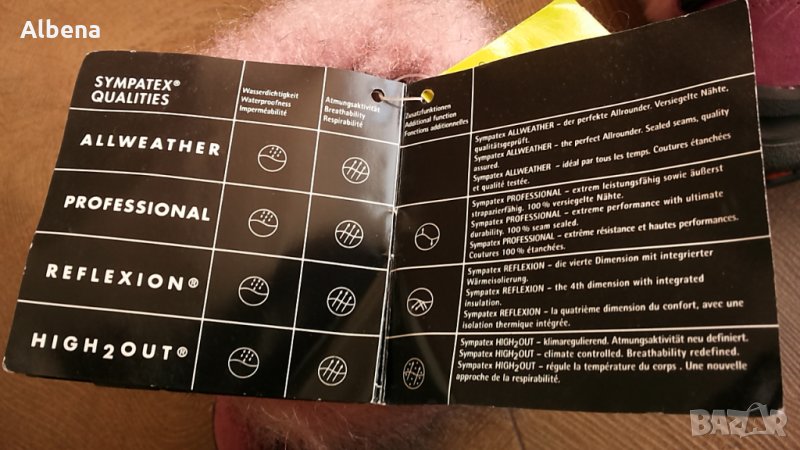 Albena
SYMPATEX®
QUALITIES
Wasserdichtigkeit
Waterproofness
Imperméabilité
Atmungsaktivität
Breathability
Respirabilité
Zusatzfunktionen
Additional function
Fonctions additionnelles
ALLWEATHER
Sympatex ALLWEATHER – der perfekte Allrounder. Versiegelte Nähte,
qualitätsgeprüft.
Sympatex ALLWEATHER – the perfect Allrounder. Sealed seams, quality
assured.
Sympatex ALLWEATHER – idéal par tous les temps. Coutures étanchées
et qualité testée.
PROFESSIONAL
Sympatex PROFESSIONAL – extrem leistungsfähig sowie äußerst
strapazierfähig. 100 % versiegelte Nähte.
Sympatex PROFESSIONAL – extreme performance with ultimate
durability. 100 % seam sealed.
Sympatex PROFESSIONAL – extrême résistance et hautes performances.
Coutures 100 % étanchées.
REFLEXION®
Sympatex REFLEXION – die vierte Dimension mit integrierter
Wärmeisolierung.
Sympatex REFLEXION – the 4th dimension with integrated
insulation.
Sympatex REFLEXION – la quatrième dimension du confort, avec une
isolation thermique intégrée.
HIGH2OUT®
Sympatex HIGH2OUT – klimaregulierend. Atmungsaktivität neu definiert.
Sympatex HIGH2OUT – climate controlled. Breathability redefined.
Sympatex HIGH2OUT – régule la température du corps . Une nouvelle
approche de la respirabilité.
BAZAR